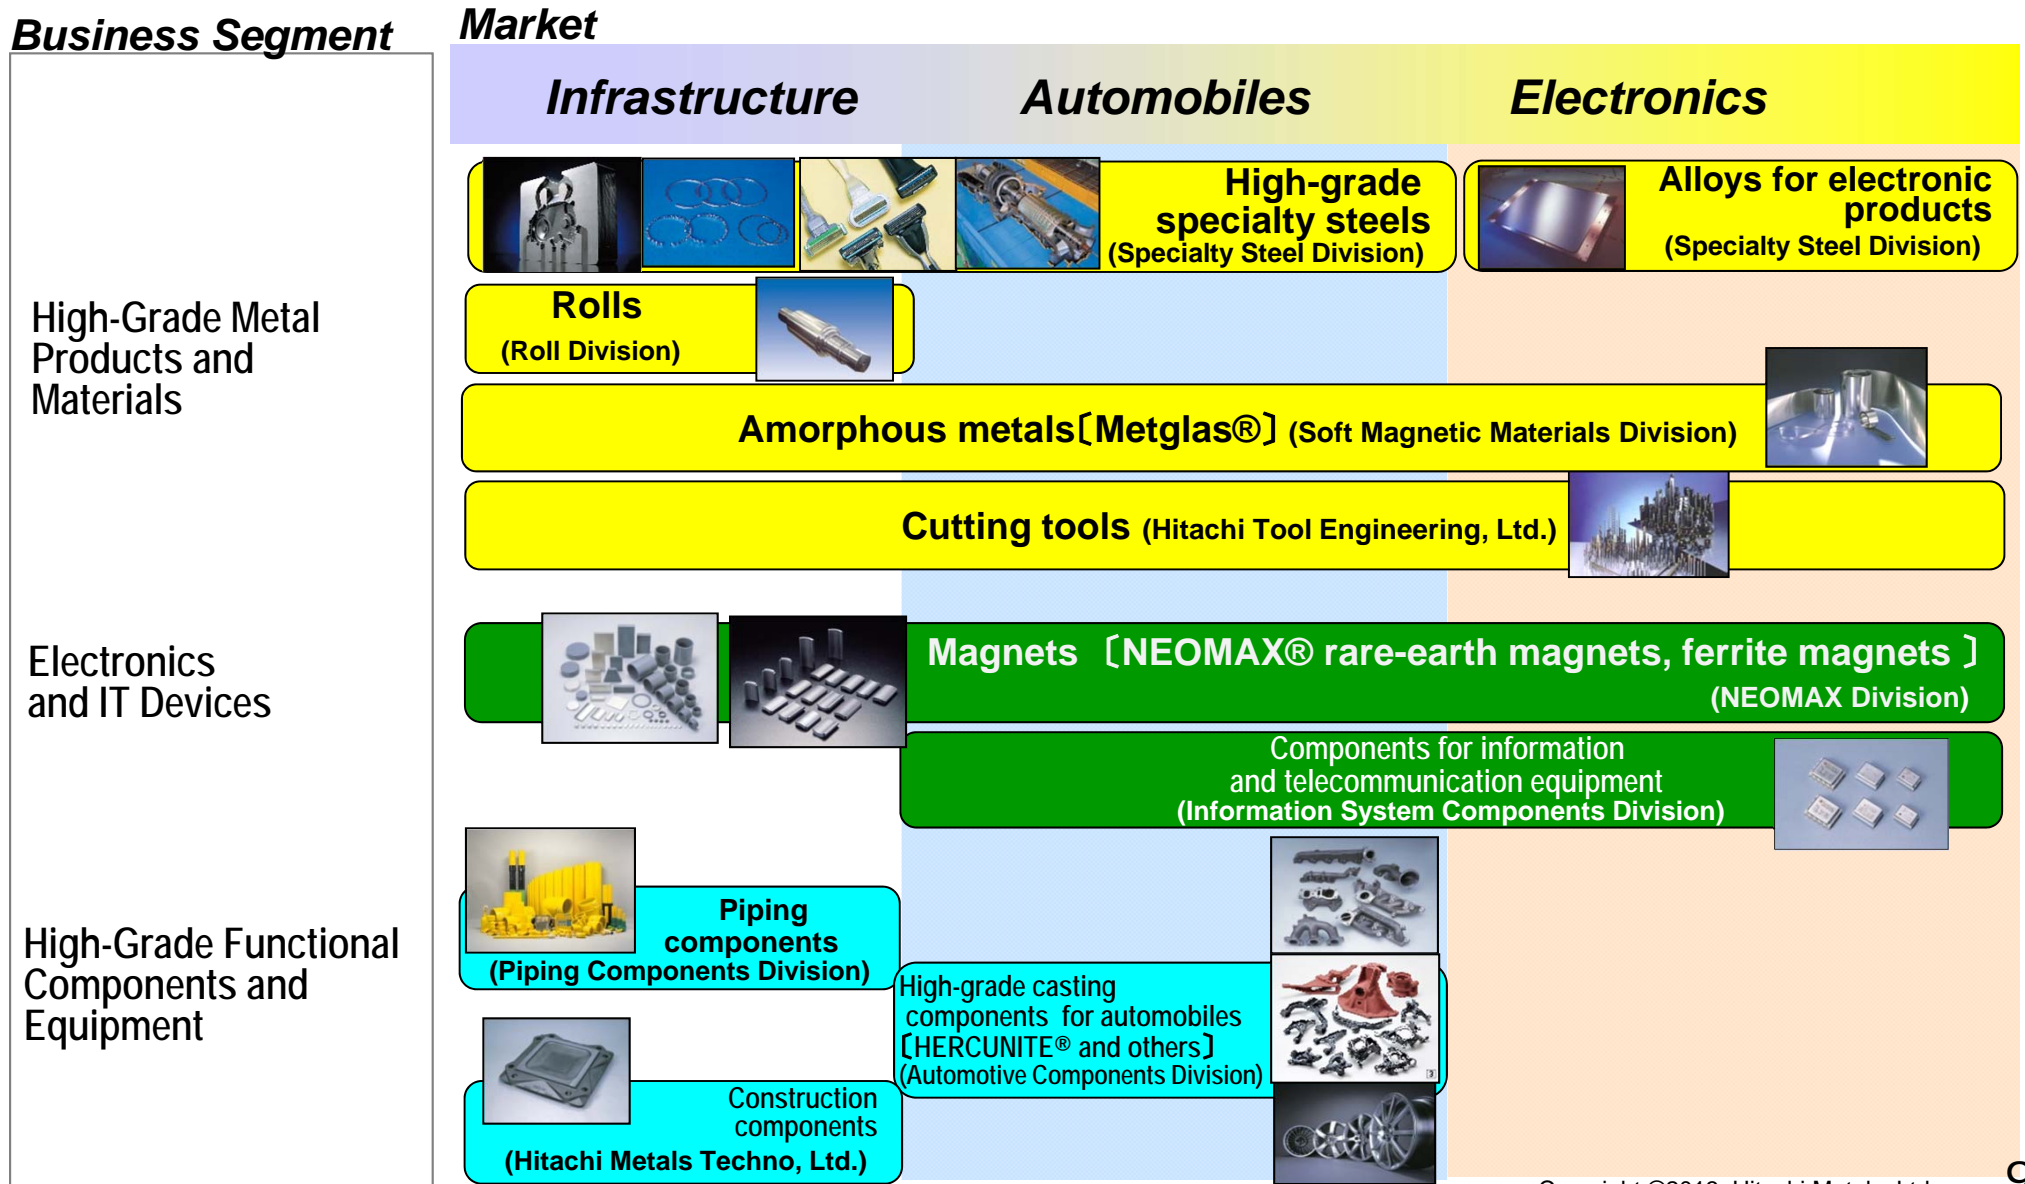 Business Segment
Market
Infrastructure
Automobiles
Electronics
High-Grade Metal
Products and
Materials
High-grade
specialty steels
(Specialty Steel Division)
Alloys for electronic
products
(Specialty Steel Division)
Rolls
(Roll Division)
Amorphous metals〔Metglas®〕 (Soft Magnetic Materials Division)
Cutting tools (Hitachi Tool Engineering, Ltd.)
Electronics
and IT Devices
Magnets 〔NEOMAX® rare-earth magnets, ferrite magnets 〕
(NEOMAX Division)
Components for information
and telecommunication equipment
(Information System Components Division)
High-Grade Functional
Components and
Equipment
Piping
components
(Piping Components Division)
High-grade casting
components for automobiles
〔HERCUNITE® and others〕
(Automotive Components Division)
Construction
components
(Hitachi Metals Techno, Ltd.)